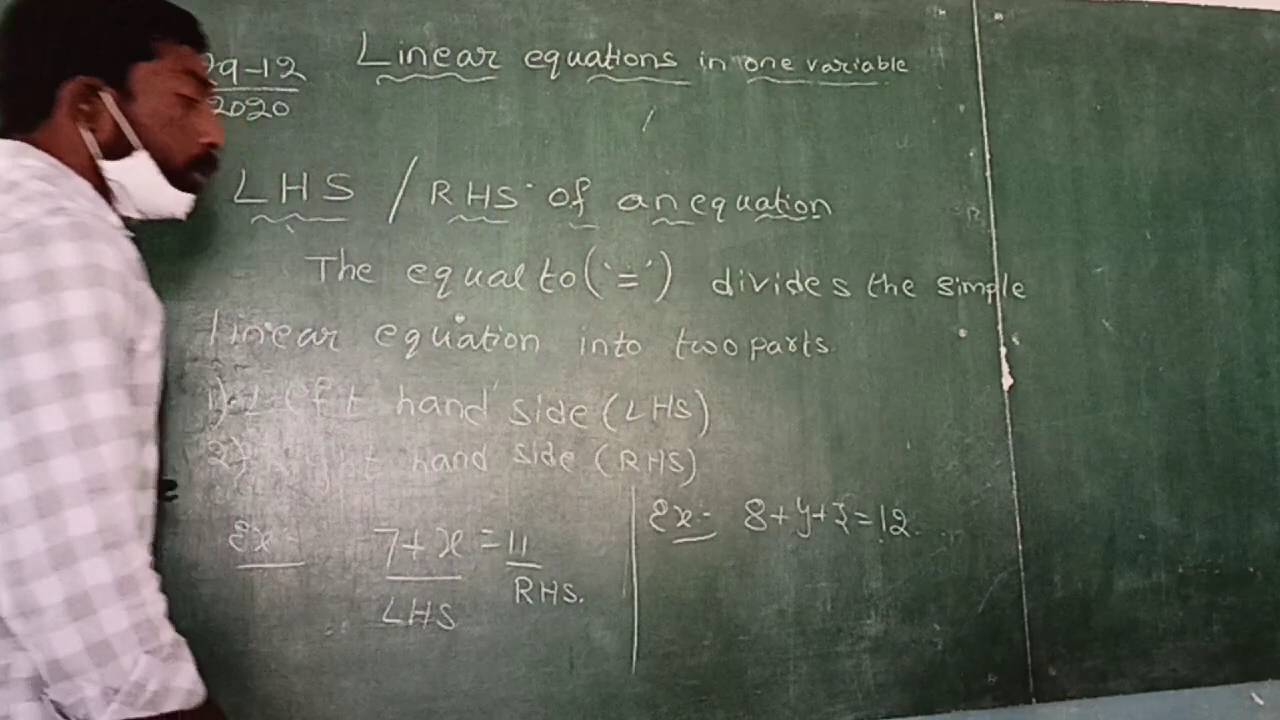 29-12
2020
Linear equations in one variable
LHS / RHS of an equation
The equal to ('=') divides the simple
linear equation into two parts
1) Left hand side (LHS)
2) Right hand side (RHS)
Ex:- 7+x=11
LHS RHS.
Ex:- 8+y+z=12